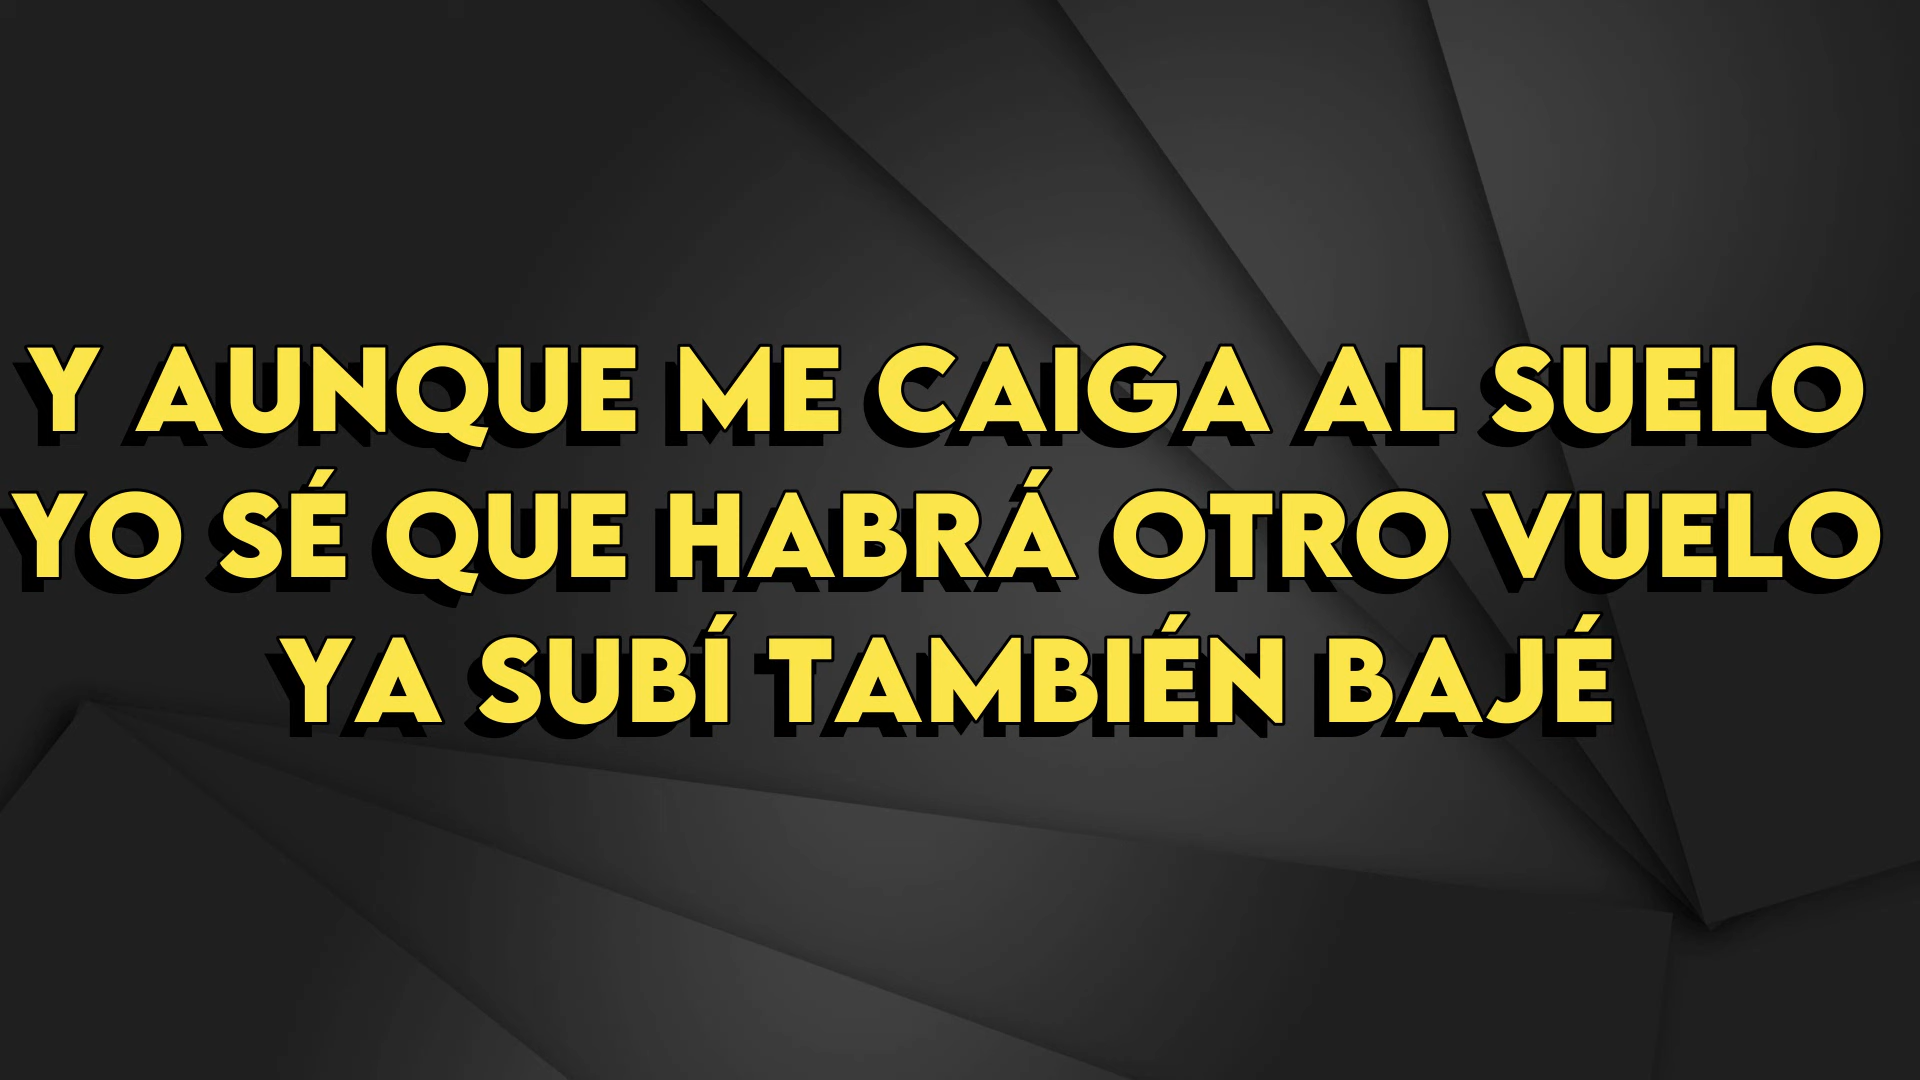 Y AUNQUE ME CAIGA AL SUELO
YO SÉ QUE HABRÁ OTRO VUELO
YA SUBÍ TAMBIÉN BAJÉ